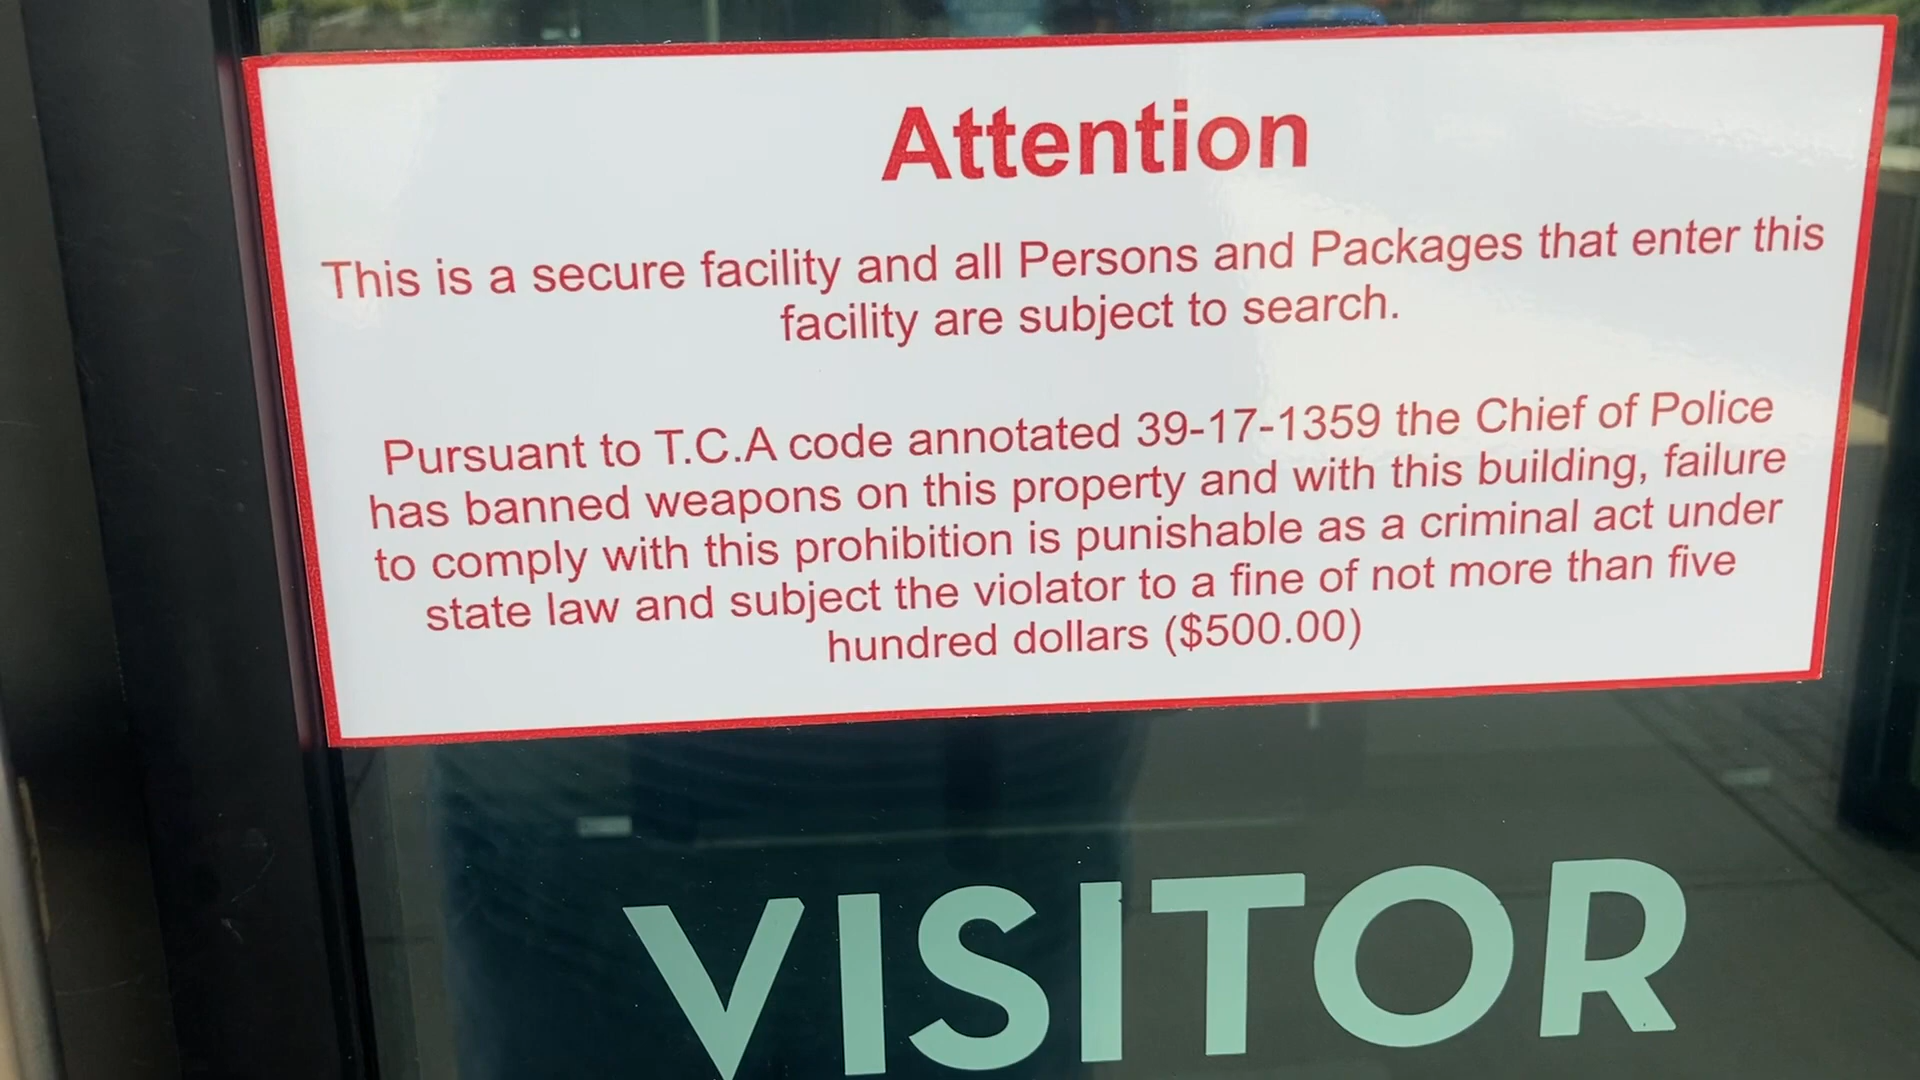 Attention
This is a secure facility and all Persons and Packages that enter this
facility are subject to search.
Pursuant to T.C.A code annotated 39-17-1359 the Chief of Police
has banned weapons on this property and with this building, failure
to comply with this prohibition is punishable as a criminal act under
state law and subject the violator to a fine of not more than five
hundred dollars ($500.00)
VISITOR